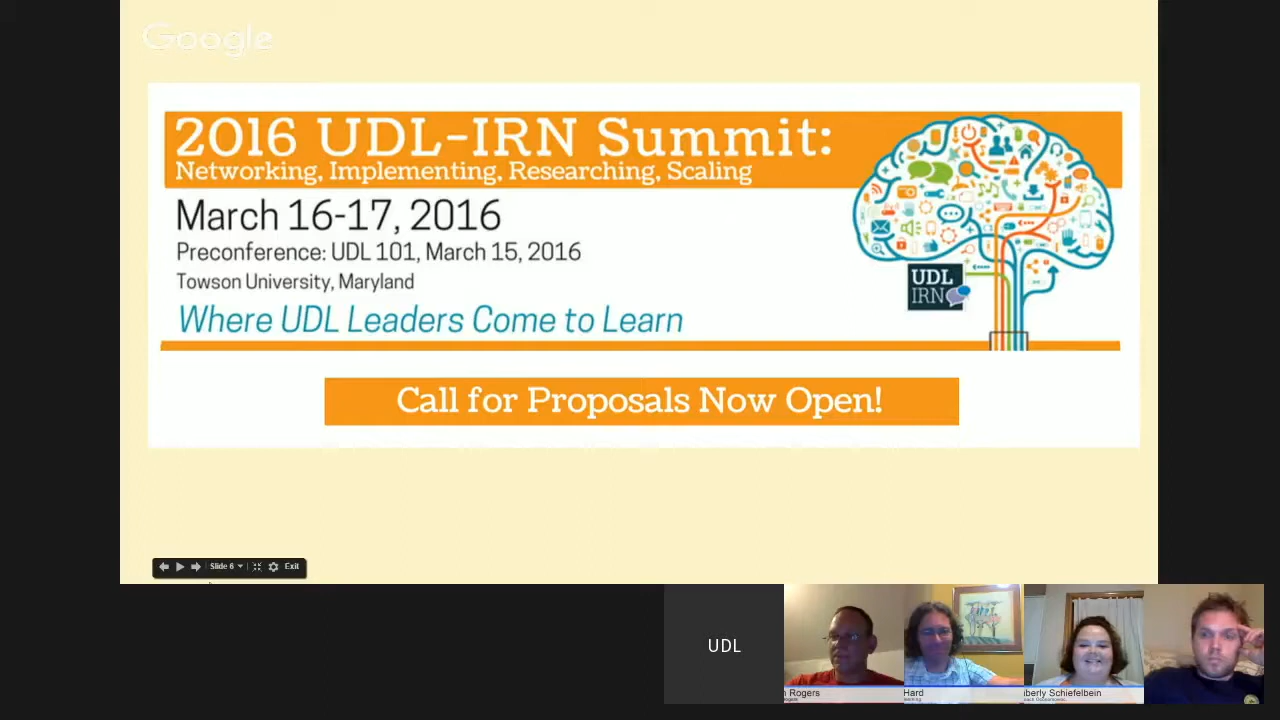 Google
2016 UDL-IRN Summit:
Networking, Implementing, Researching, Scaling
March 16-17, 2016
Preconference: UDL 101, March 15, 2016
Towson University, Maryland
Where UDL Leaders Come to Learn
UDL
IRN
Call for Proposals Now Open!
Slide 6
Exit
UDL
Rogers
Hard
berly Schiefelbein